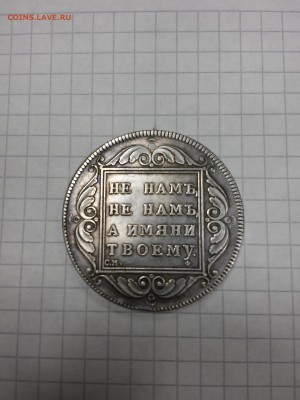 COINS.LAVE.RU
НЕ НАМЪ,
НЕ НАМЪ,
А ИМЯНИ
ТВОЕМУ.
С.М.